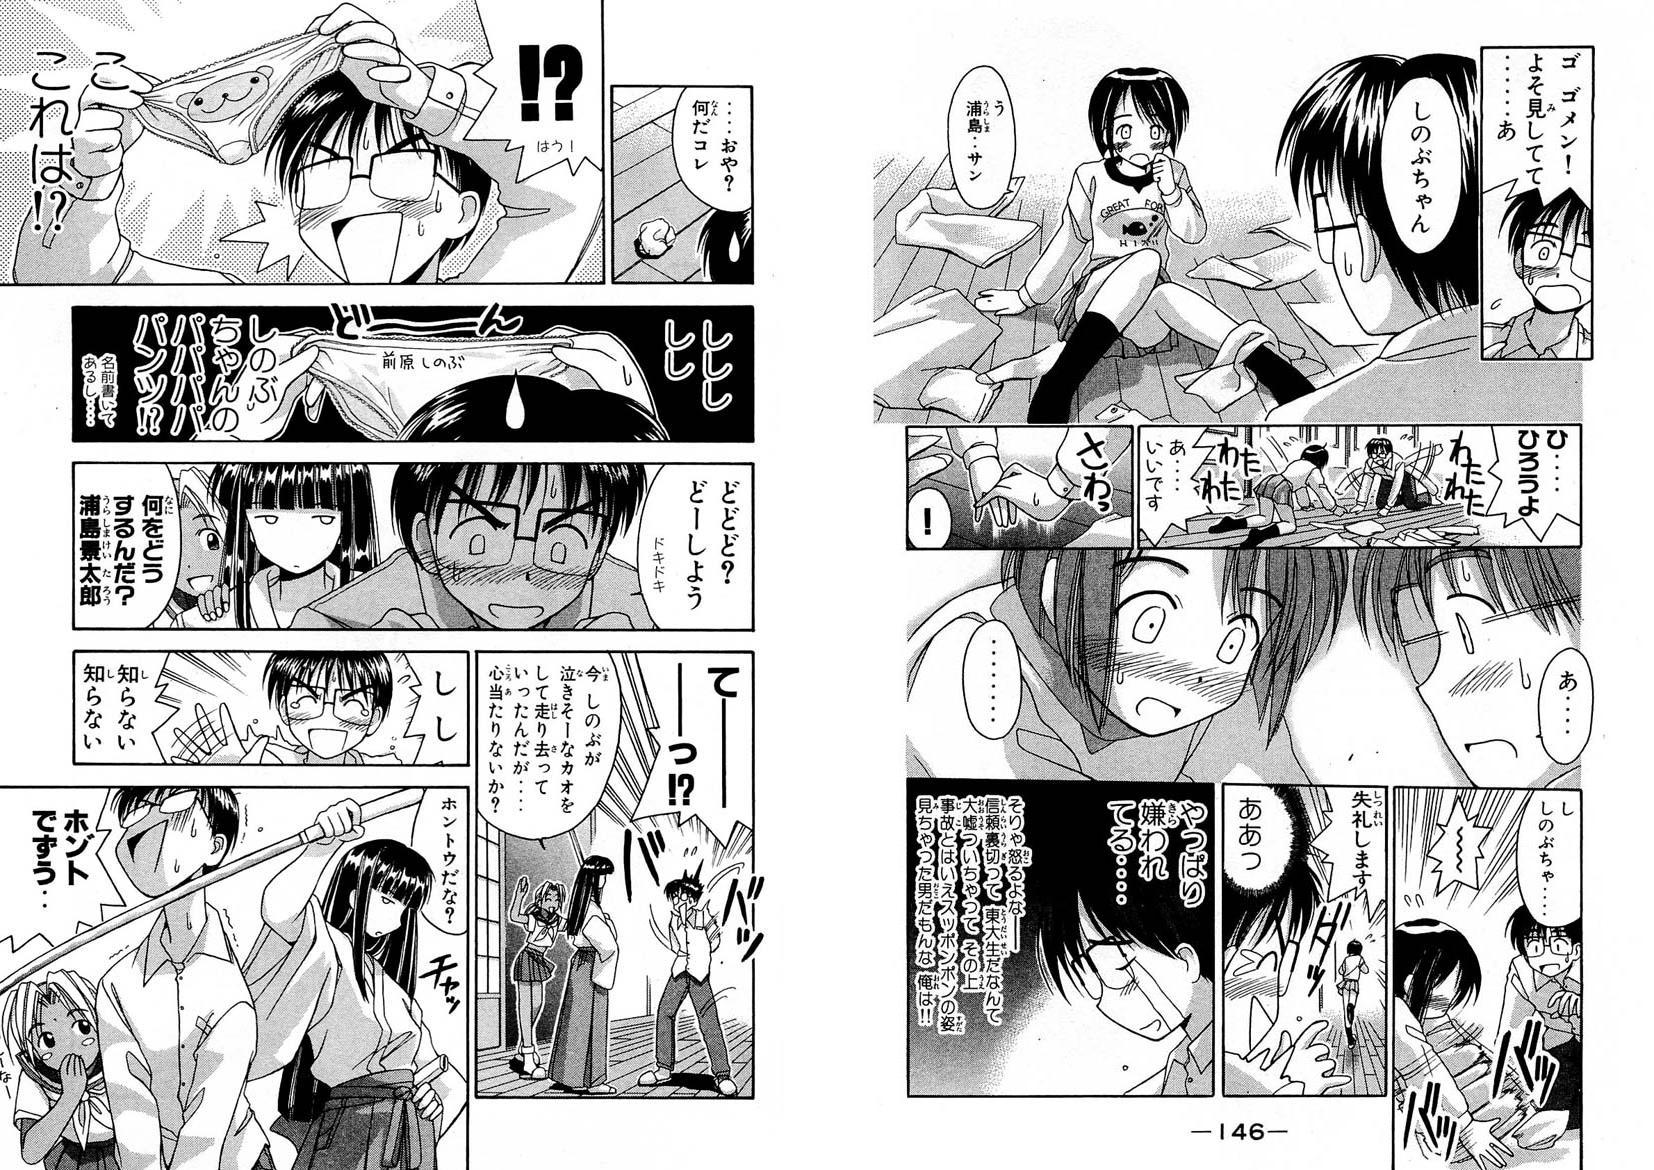 ゴ ゴメン！
よそ見してて
‥‥‥あ
しのぶちゃん
う
浦島‥サン
GREAT FOR
ひ‥‥
ひろうよ
わたた
わたた
わたた
わたわ
あ‥‥
いいです
さわっ
！
あ‥‥
‥‥‥‥
し
しのぶちゃ‥‥
バッ
バッ
失礼します
ああっ
やっぱり
嫌われ
てる‥‥
そりゃ怒るよな――
信頼裏切って 東大生だなんて
大嘘ついちゃって その上
事故とはいえスッポンポンの姿
見ちゃった男だもんな 俺は!!
―146―
‥‥おや？
何だコレ
!?
はう！
こ
これは!?
ししし
しし
ど――ん
前原 しのぶ
しのぶ
ちゃんの
パパパパ
パンツ!?
名前書いて
あるし‥‥
どどど？
どーしよう
ドキドキ
何をどう
するんだ？
浦島景太郎
て――っ!?
今 しのぶが
泣きそーなカオを
して走り去って
いったんだが‥‥
心当たりないか？
しし
知らない
知らない
ホントウだな？
チャッ
ホント
でずう‥